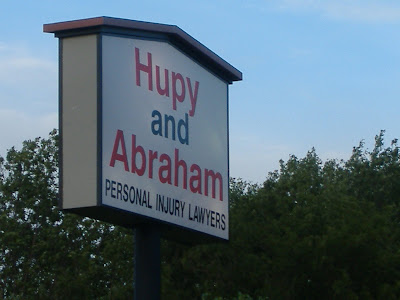 Hupy
and
Abraham
PERSONAL INJURY LAWYERS